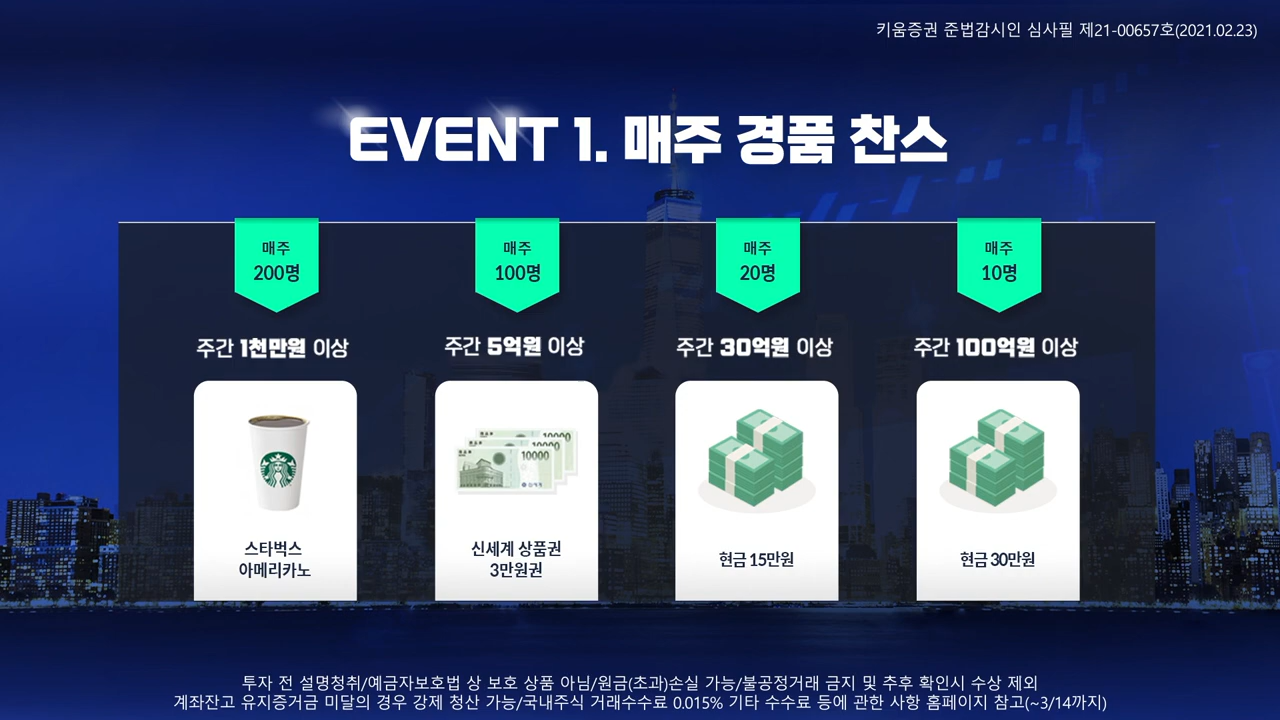 키움증권 준법감시인 심사필 제21-00657호(2021.02.23)
EVENT 1. 매주 경품 찬스
매주
200명
주간 1천만원 이상
스타벅스
아메리카노
매주
100명
주간 5억원 이상
10000
10000
10000
신세계 상품권
3만원권
매주
20명
주간 30억원 이상
현금 15만원
매주
10명
주간 100억원 이상
현금 30만원
투자 전 설명청취/예금자보호법 상 보호 상품 아님/원금(초과)손실 가능/불공정거래 금지 및 추후 확인시 수상 제외
계좌잔고 유지증거금 미달의 경우 강제 청산 가능/국내주식 거래수수료 0.015% 기타 수수료 등에 관한 사항 홈페이지 참고(~3/14까지)